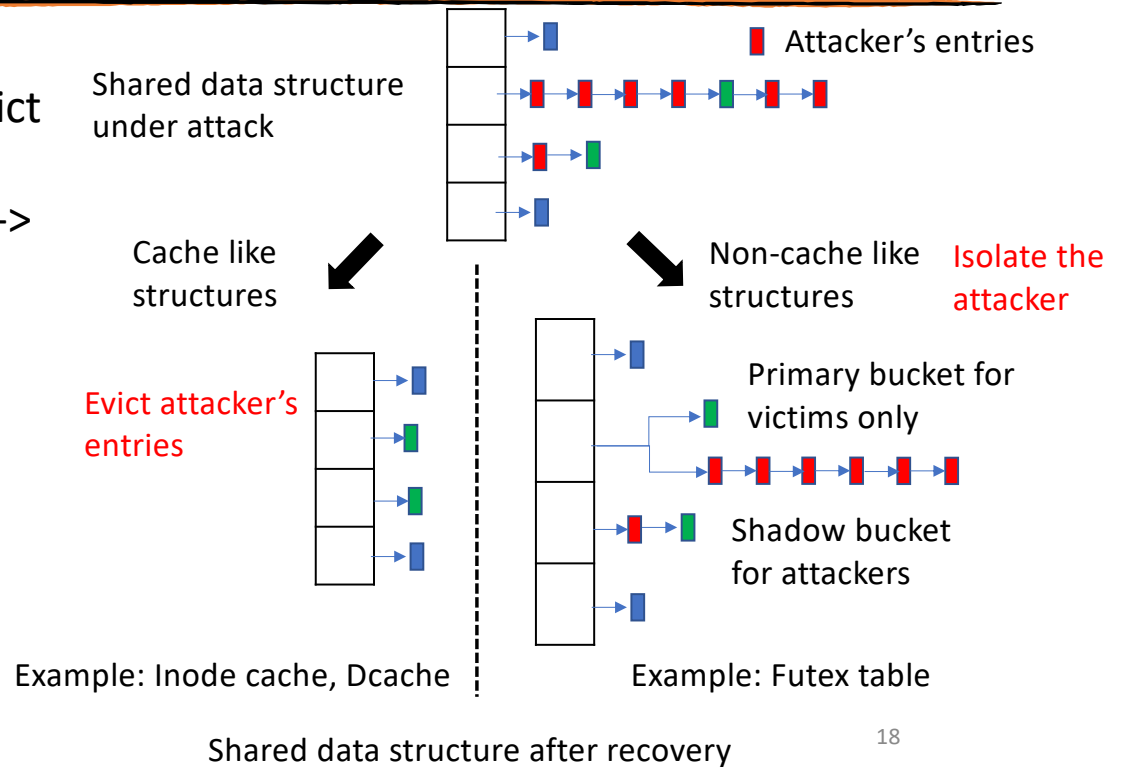 Attacker's entries
Shared data structure
under attack
ict
->
Cache like
structures
Non-cache like
structures
Isolate the
attacker
Evict attacker's
entries
Primary bucket for
victims only
Shadow bucket
for attackers
Example: Inode cache, Dcache
Example: Futex table
Shared data structure after recovery
18